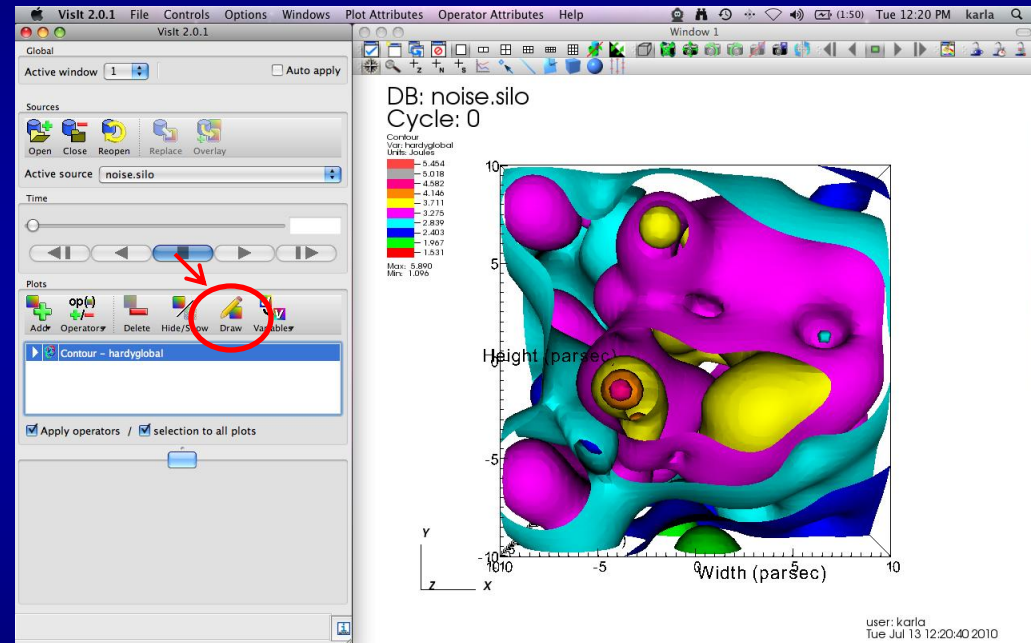 VisIt 2.0.1 File Controls Options Windows Plot Attributes Operator Attributes Help (1:50) Tue 12:20 PM karla
VisIt 2.0.1
Global
Active window 1 Auto apply
Sources
Open Close Reopen Replace Overlay
Active source noise.silo
Time
Plots
op(u)
+/-
Add Operators Delete Hide/Show Draw Variables
Contour - hardyglobal
Apply operators / selection to all plots
Window 1
DB: noise.silo
Cycle: 0
Contour
Var: hardyglobal
Units: Joules
5.454
5.018
4.582
4.146
3.711
3.275
2.839
2.403
1.967
1.531
Max: 5.890
Min: 1.096
10
5
Height (parsec)
-5
-10
-5
0
10
Width (parsec)
Y
Z X
user: karla
Tue Jul 13 12:20:40 2010